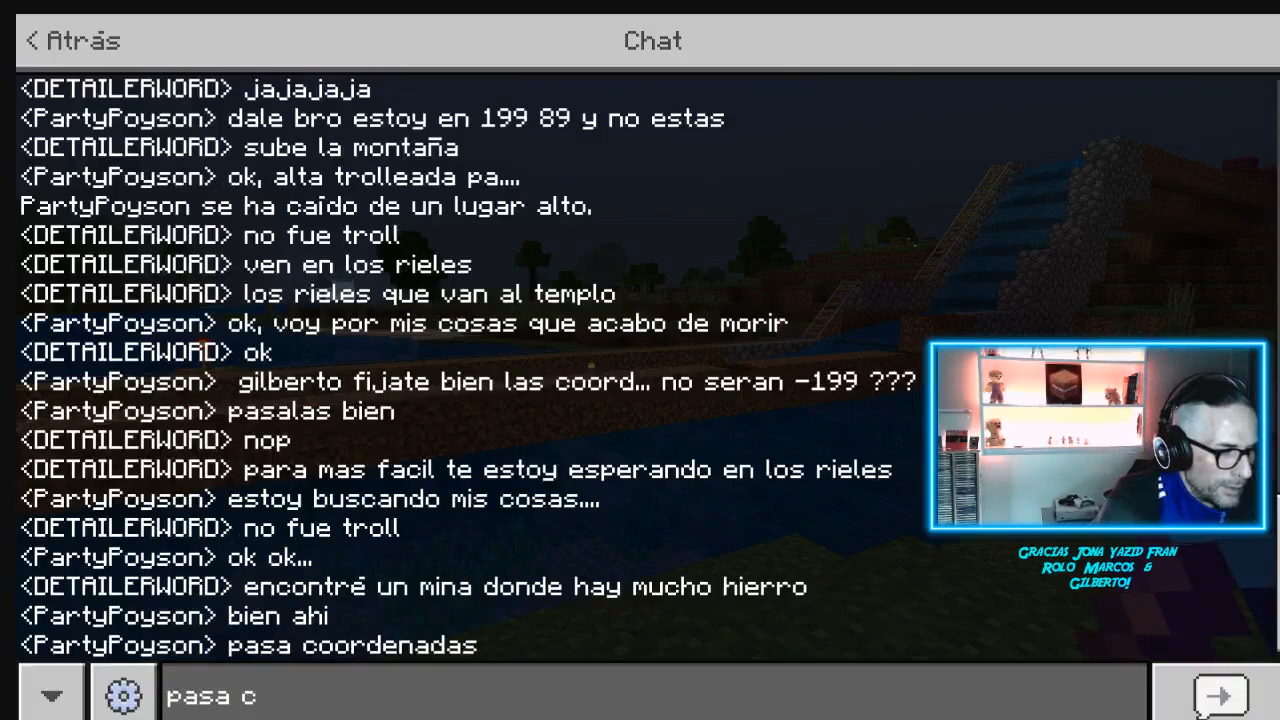 < Atrás
Chat
<DETAILERWORD> jajajaja
<PartyPoyson> dale bro estoy en 199 89 y no estas
<DETAILERWORD> sube la montaña
<PartyPoyson> ok, alta trolleada pa....
PartyPoyson se ha caído de un lugar alto.
<DETAILERWORD> no fue troll
<DETAILERWORD> ven en los rieles
<DETAILERWORD> los rieles que van al templo
<PartyPoyson> ok, voy por mis cosas que acabo de morir
<DETAILERWORD> ok
<PartyPoyson> gilberto fijate bien las coord... no seran -199 ???
<PartyPoyson> pasalas bien
<DETAILERWORD> nop
<DETAILERWORD> para mas facil te estoy esperando en los rieles
<PartyPoyson> estoy buscando mis cosas....
<DETAILERWORD> no fue troll
<PartyPoyson> ok ok...
<DETAILERWORD> encontré un mina donde hay mucho hierro
<PartyPoyson> bien ahi
<PartyPoyson> pasa coordenadas
pasa c
Gracias Jona Yazid Fran
Rolo Marcos &
Gilberto!